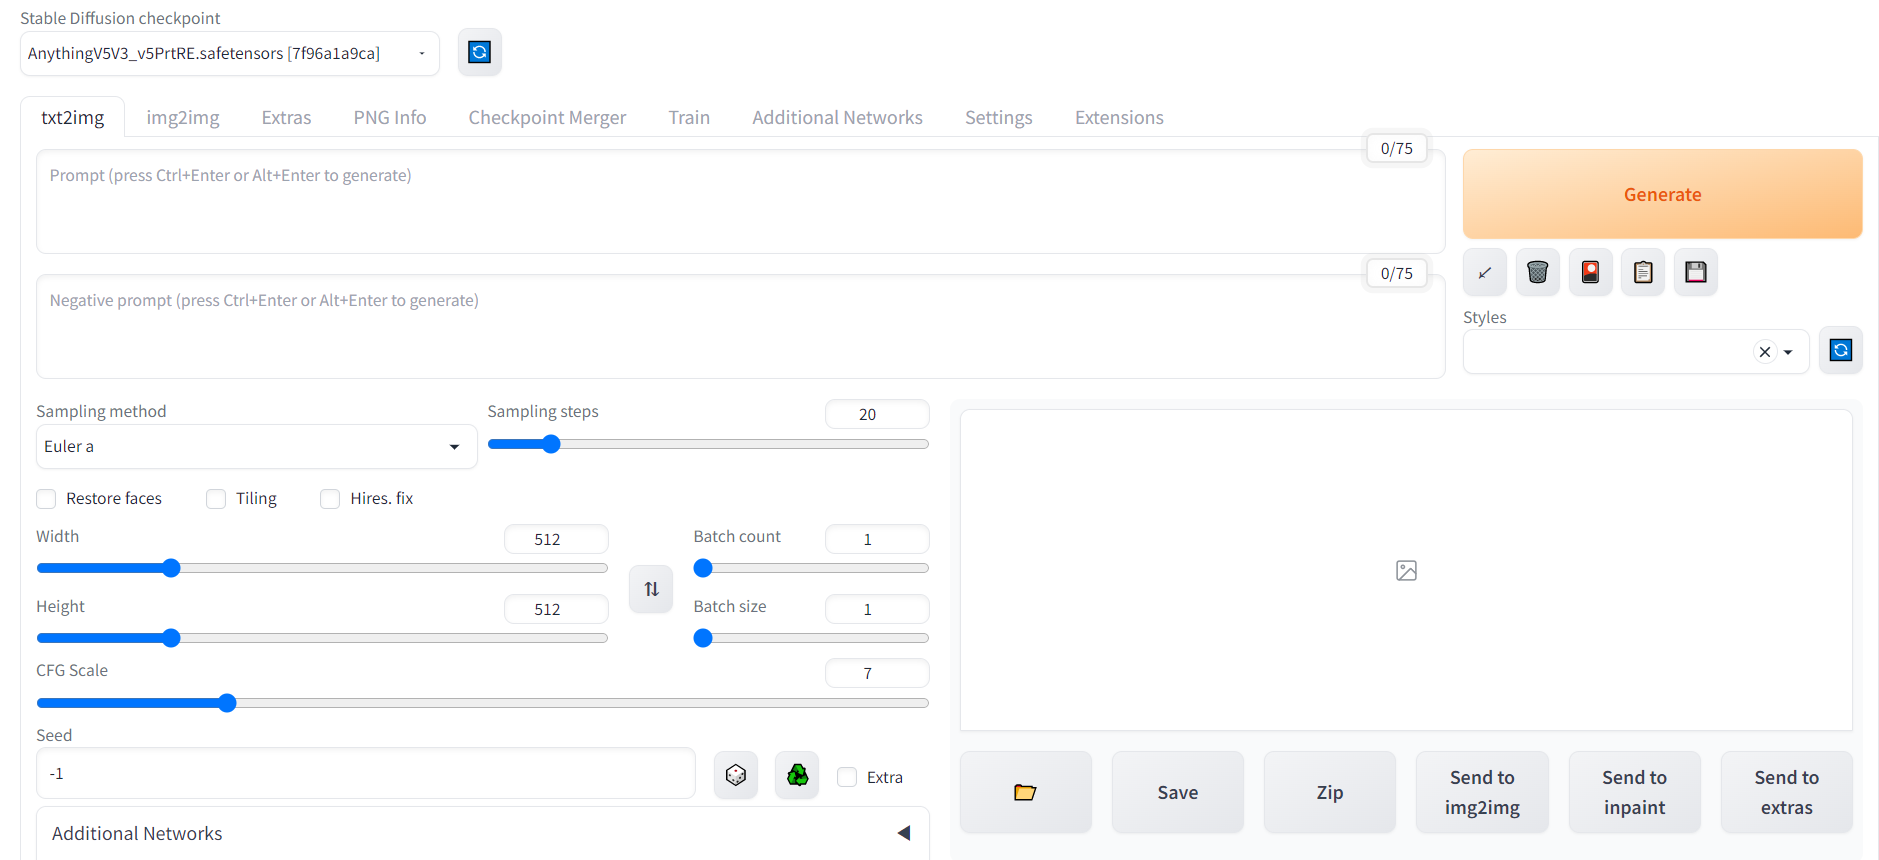 Stable Diffusion checkpoint
AnythingV5V3_v5PrtRE.safetensors [7f96a1a9ca]
txt2img img2img Extras PNG Info Checkpoint Merger Train Additional Networks Settings Extensions
0/75
Prompt (press Ctrl+Enter or Alt+Enter to generate)
Generate
0/75
Negative prompt (press Ctrl+Enter or Alt+Enter to generate)
Styles
Sampling method
Euler a
Sampling steps
20
Restore faces Tiling Hires. fix
Width
512
Batch count
1
Height
512
Batch size
1
CFG Scale
7
Seed
-1
Extra
Additional Networks
Save
Zip
Send to
img2img
Send to
inpaint
Send to
extras